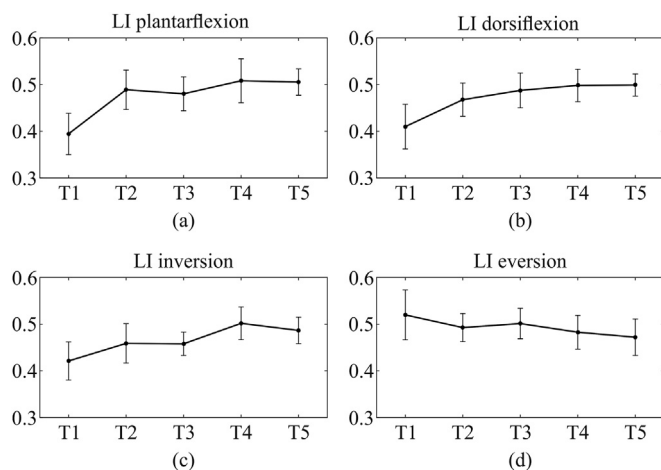 LI plantarflexion
0.6
0.5
0.4
0.3
T1 T2 T3 T4 T5
(a)
LI dorsiflexion
0.6
0.5
0.4
0.3
T1 T2 T3 T4 T5
(b)
LI inversion
0.6
0.5
0.4
0.3
T1 T2 T3 T4 T5
(c)
LI eversion
0.6
0.5
0.4
0.3
T1 T2 T3 T4 T5
(d)